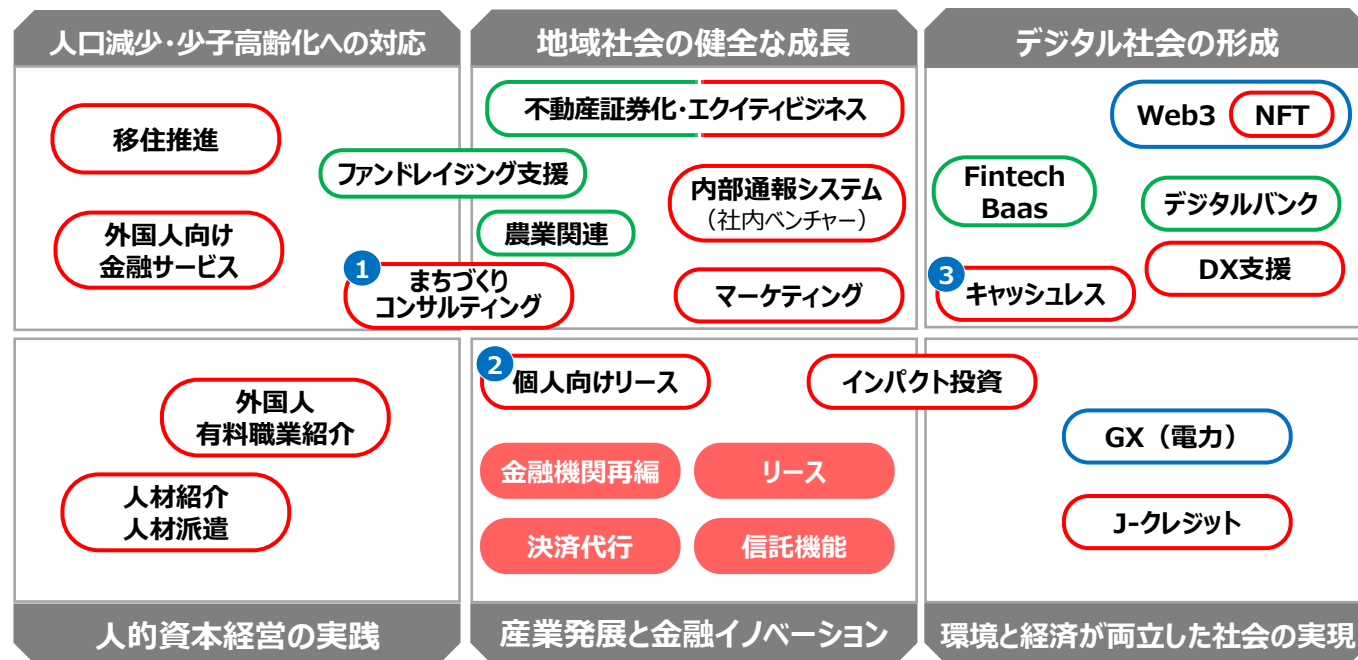 人口減少・少子高齢化への対応
移住推進
外国人向け
金融サービス
ファンドレイジング支援
1
まちづくり
コンサルティング
地域社会の健全な成長
不動産証券化・エクイティビジネス
内部通報システム
（社内ベンチャー）
農業関連
マーケティング
デジタル社会の形成
Web3
NFT
Fintech
Baas
デジタルバンク
DX支援
3
キャッシュレス
外国人
有料職業紹介
人材紹介
人材派遣
人的資本経営の実践
2
個人向けリース
インパクト投資
金融機関再編
リース
決済代行
信託機能
産業発展と金融イノベーション
GX（電力）
J-クレジット
環境と経済が両立した社会の実現